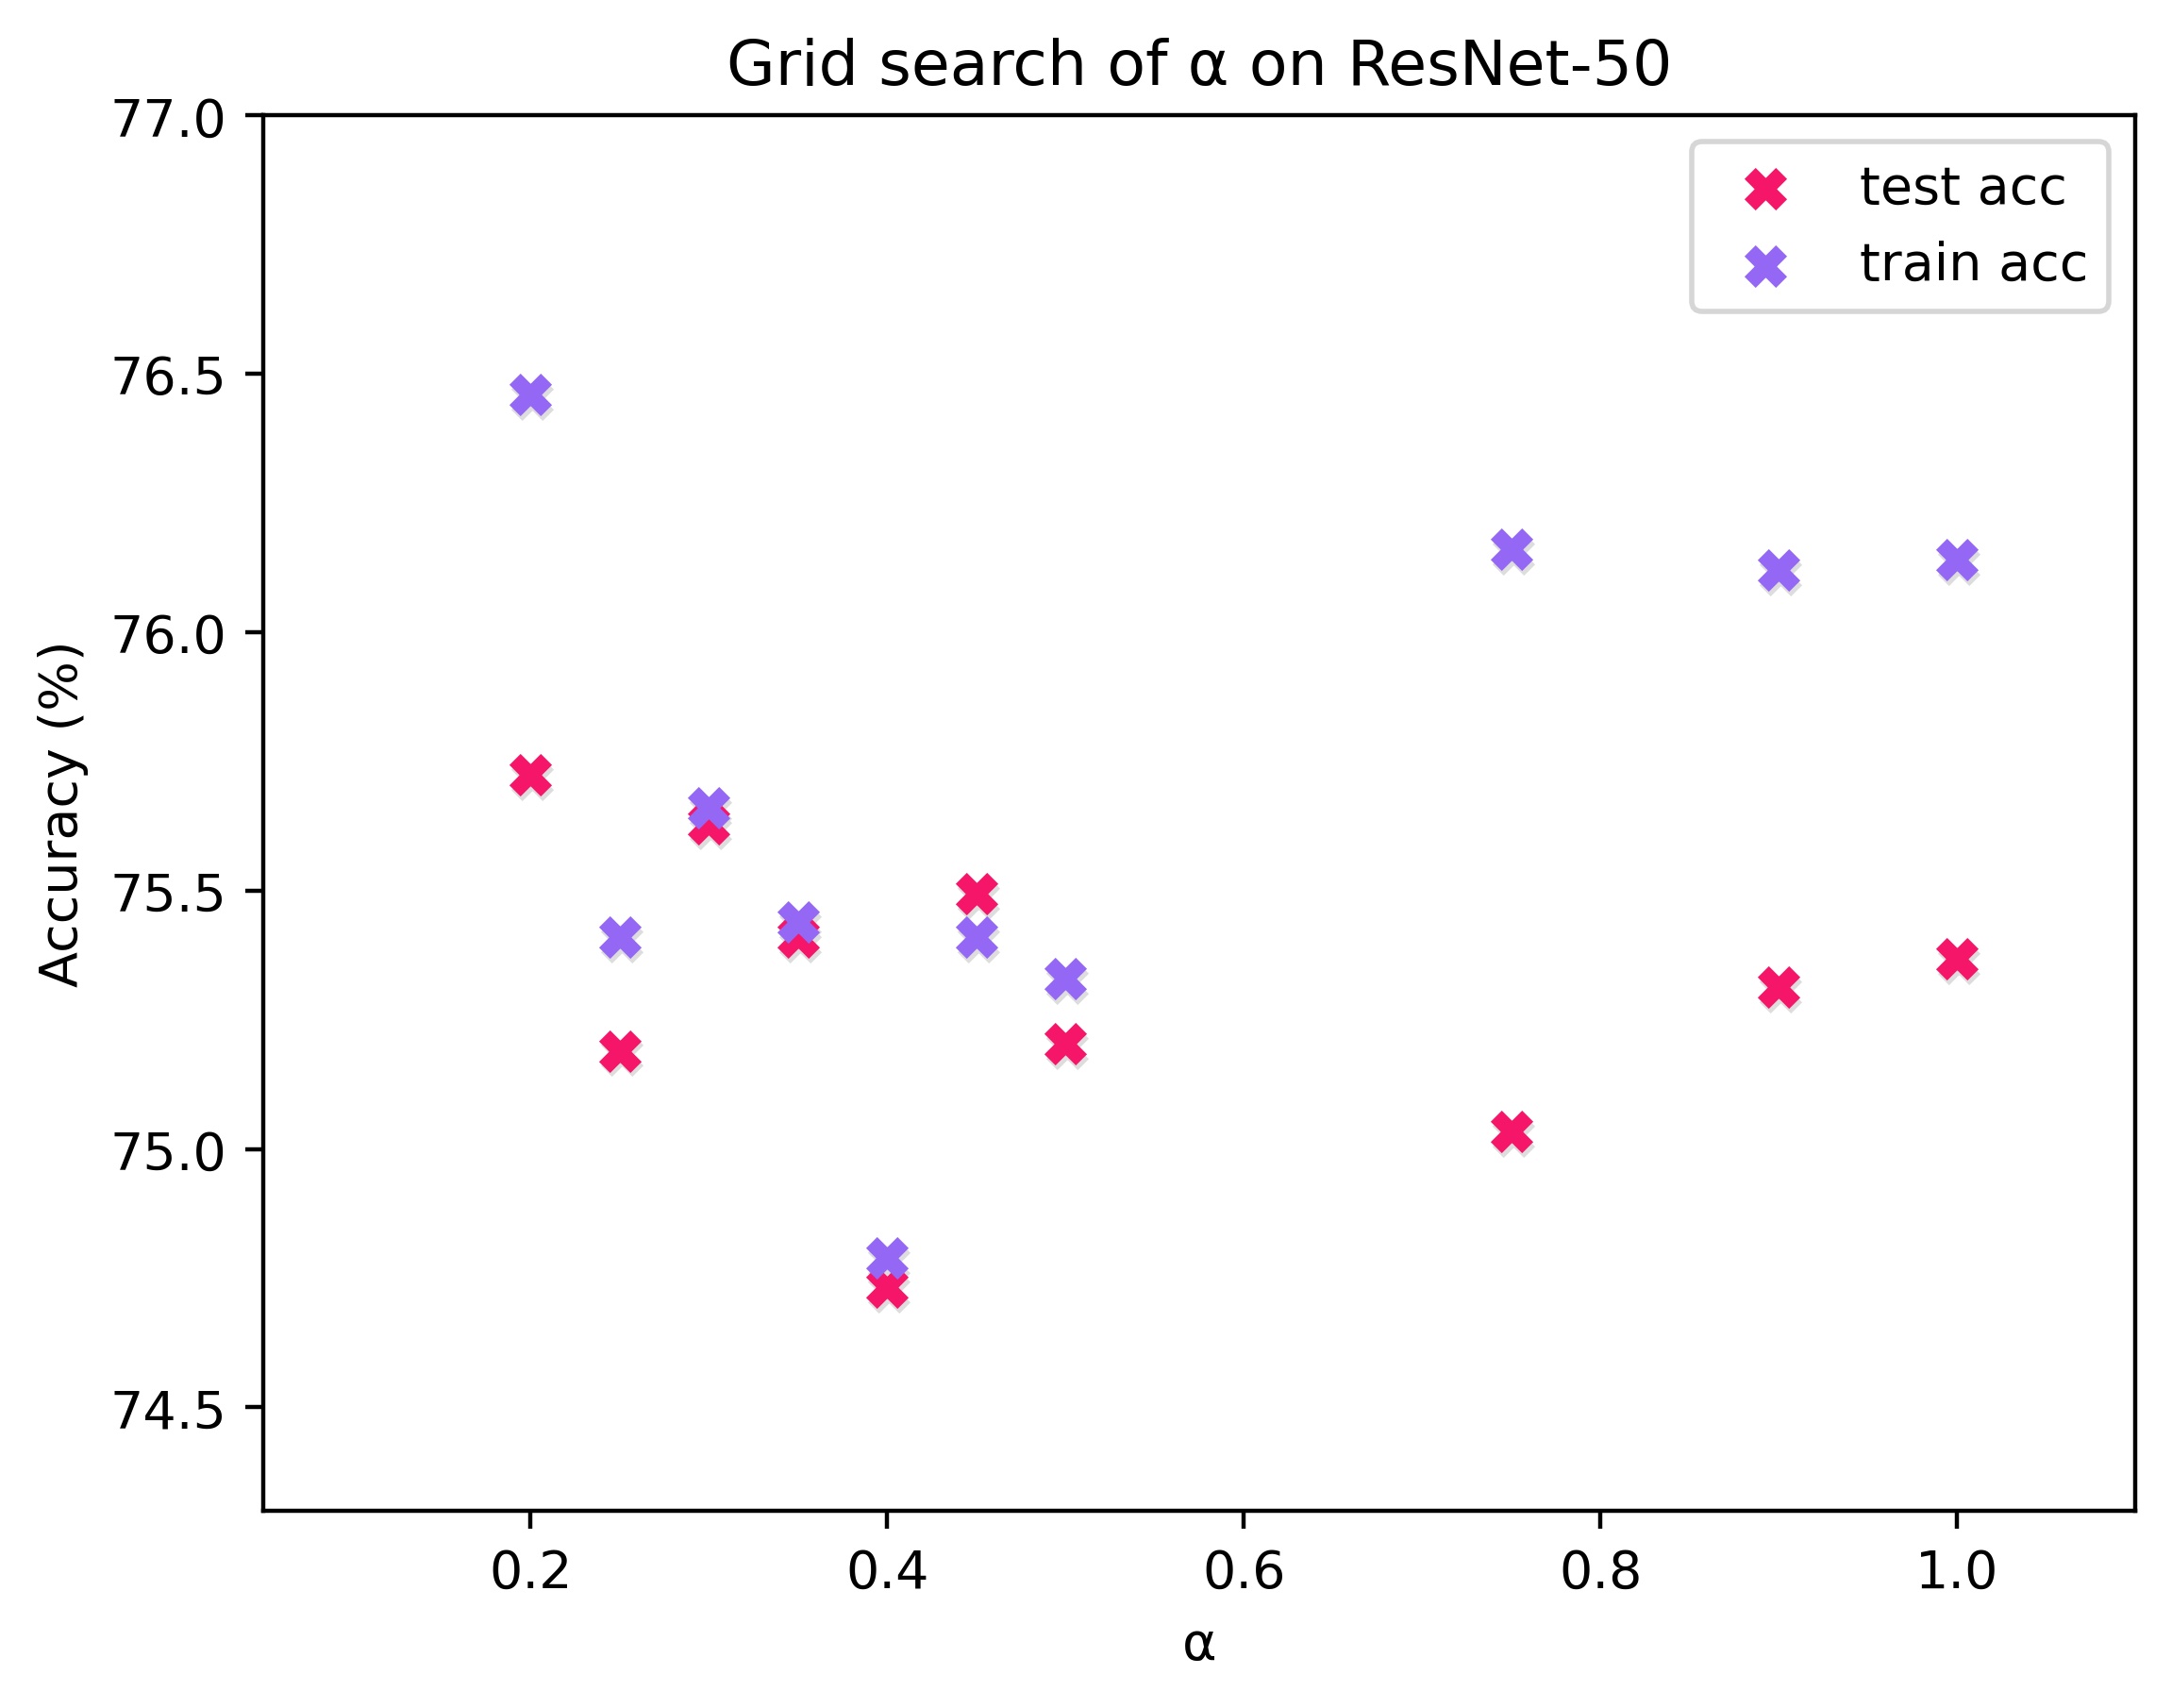 Grid search of α on ResNet-50
77.0
76.5
76.0
75.5
75.0
74.5
Accuracy (%)
test acc
train acc
0.2 0.4 0.6 0.8 1.0
α